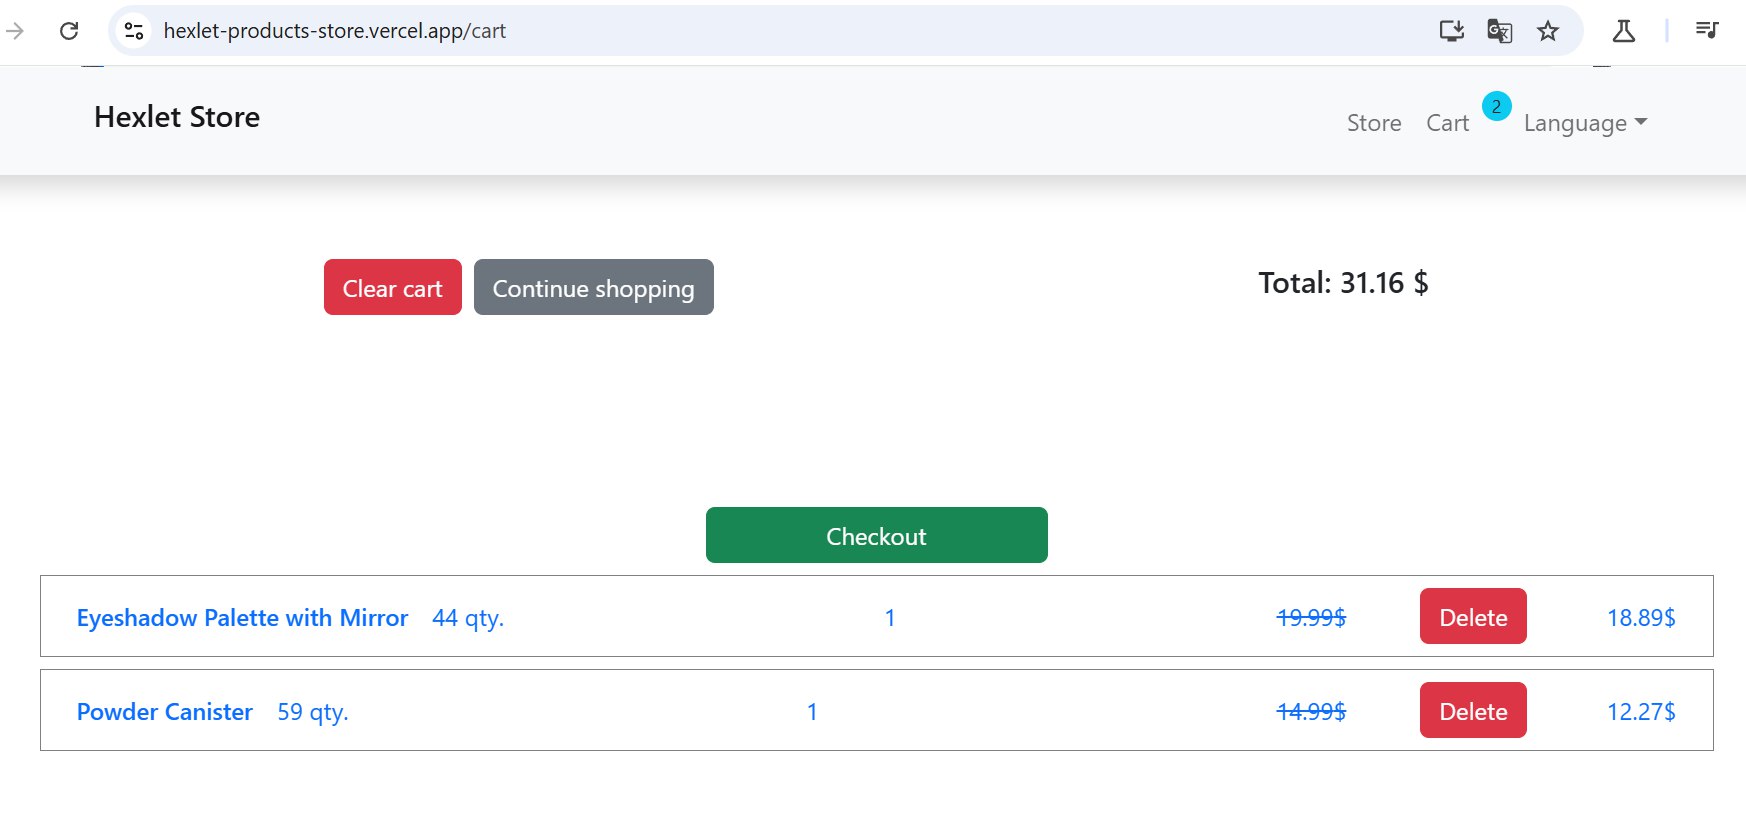 hexlet-products-store.vercel.app/cart
Hexlet Store
Store Cart 2 Language
Clear cart Continue shopping Total: 31.16 $
Checkout
Eyeshadow Palette with Mirror 44 qty. 1 19.99$ Delete 18.89$
Powder Canister 59 qty. 1 14.99$ Delete 12.27$